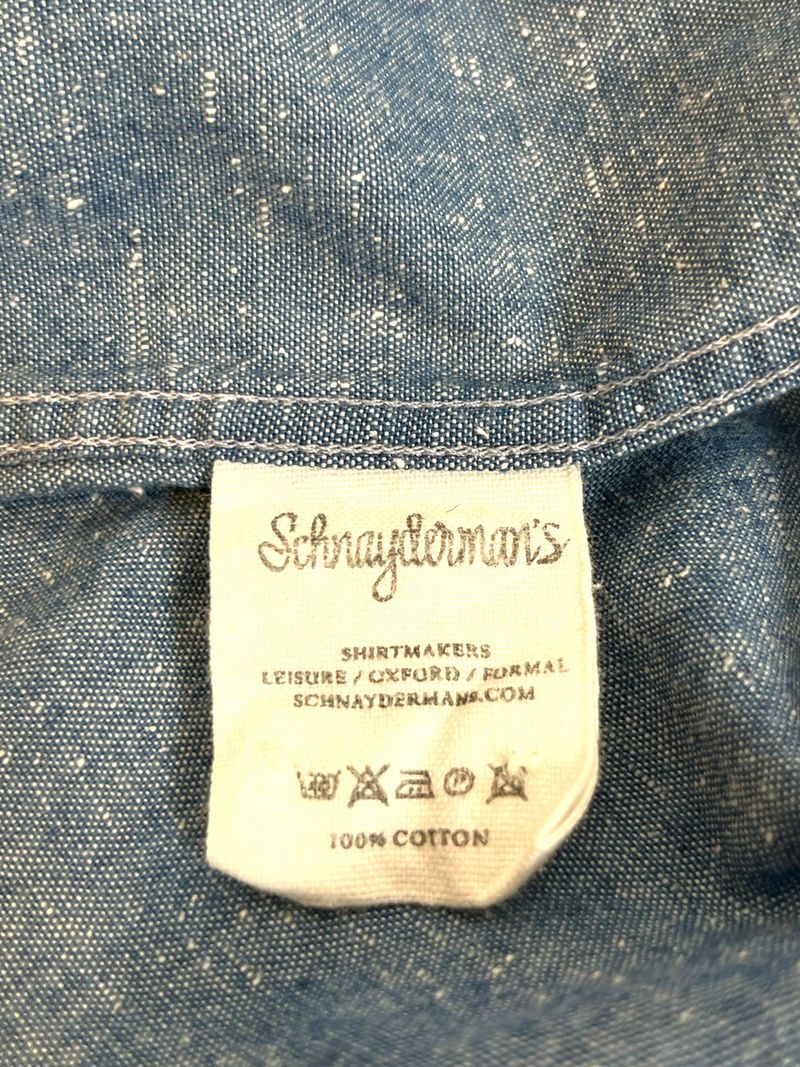 Schnayderman's
SHIRTMAKERS
LEISURE / OXFORD / FORMAL
SCHNAYDERMANS.COM
100% COTTON